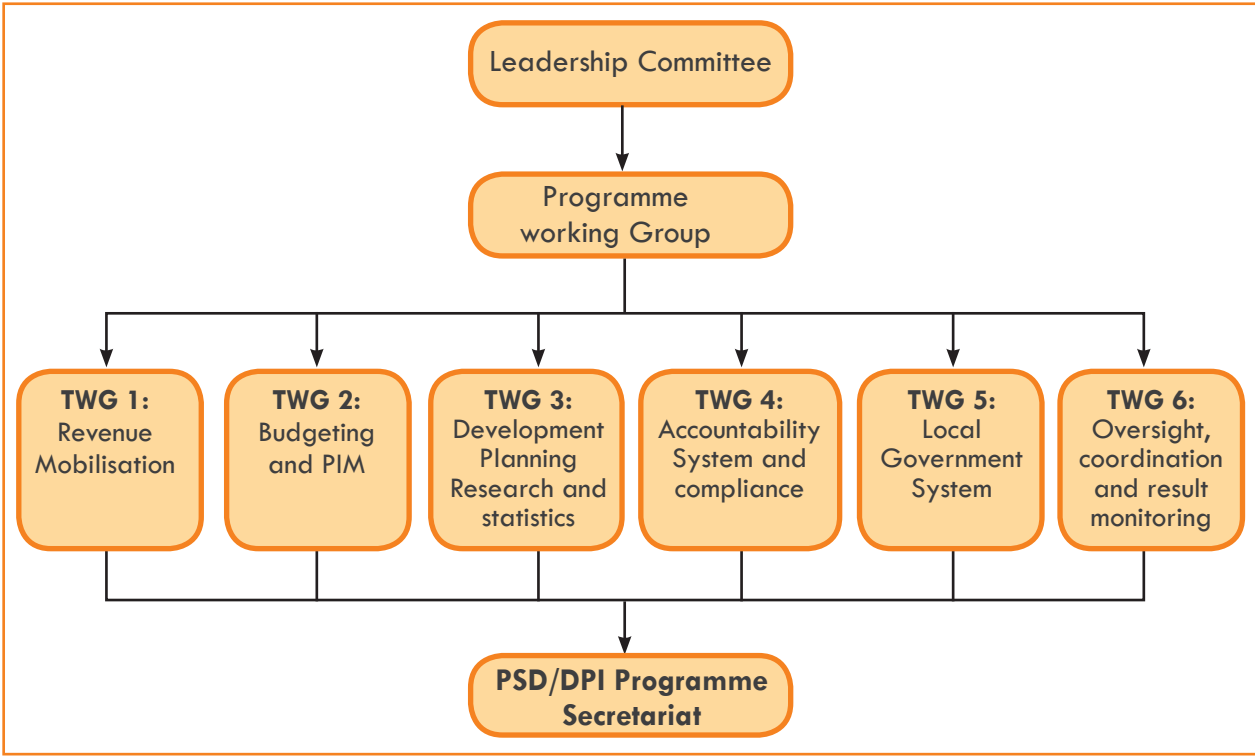 Leadership Committee
Programme
working Group
TWG 1:
Revenue
Mobilisation
TWG 2:
Budgeting
and PIM
TWG 3:
Development
Planning
Research and
statistics
TWG 4:
Accountability
System and
compliance
TWG 5:
Local
Government
System
TWG 6:
Oversight,
coordination
and result
monitoring
PSD/DPI Programme
Secretariat